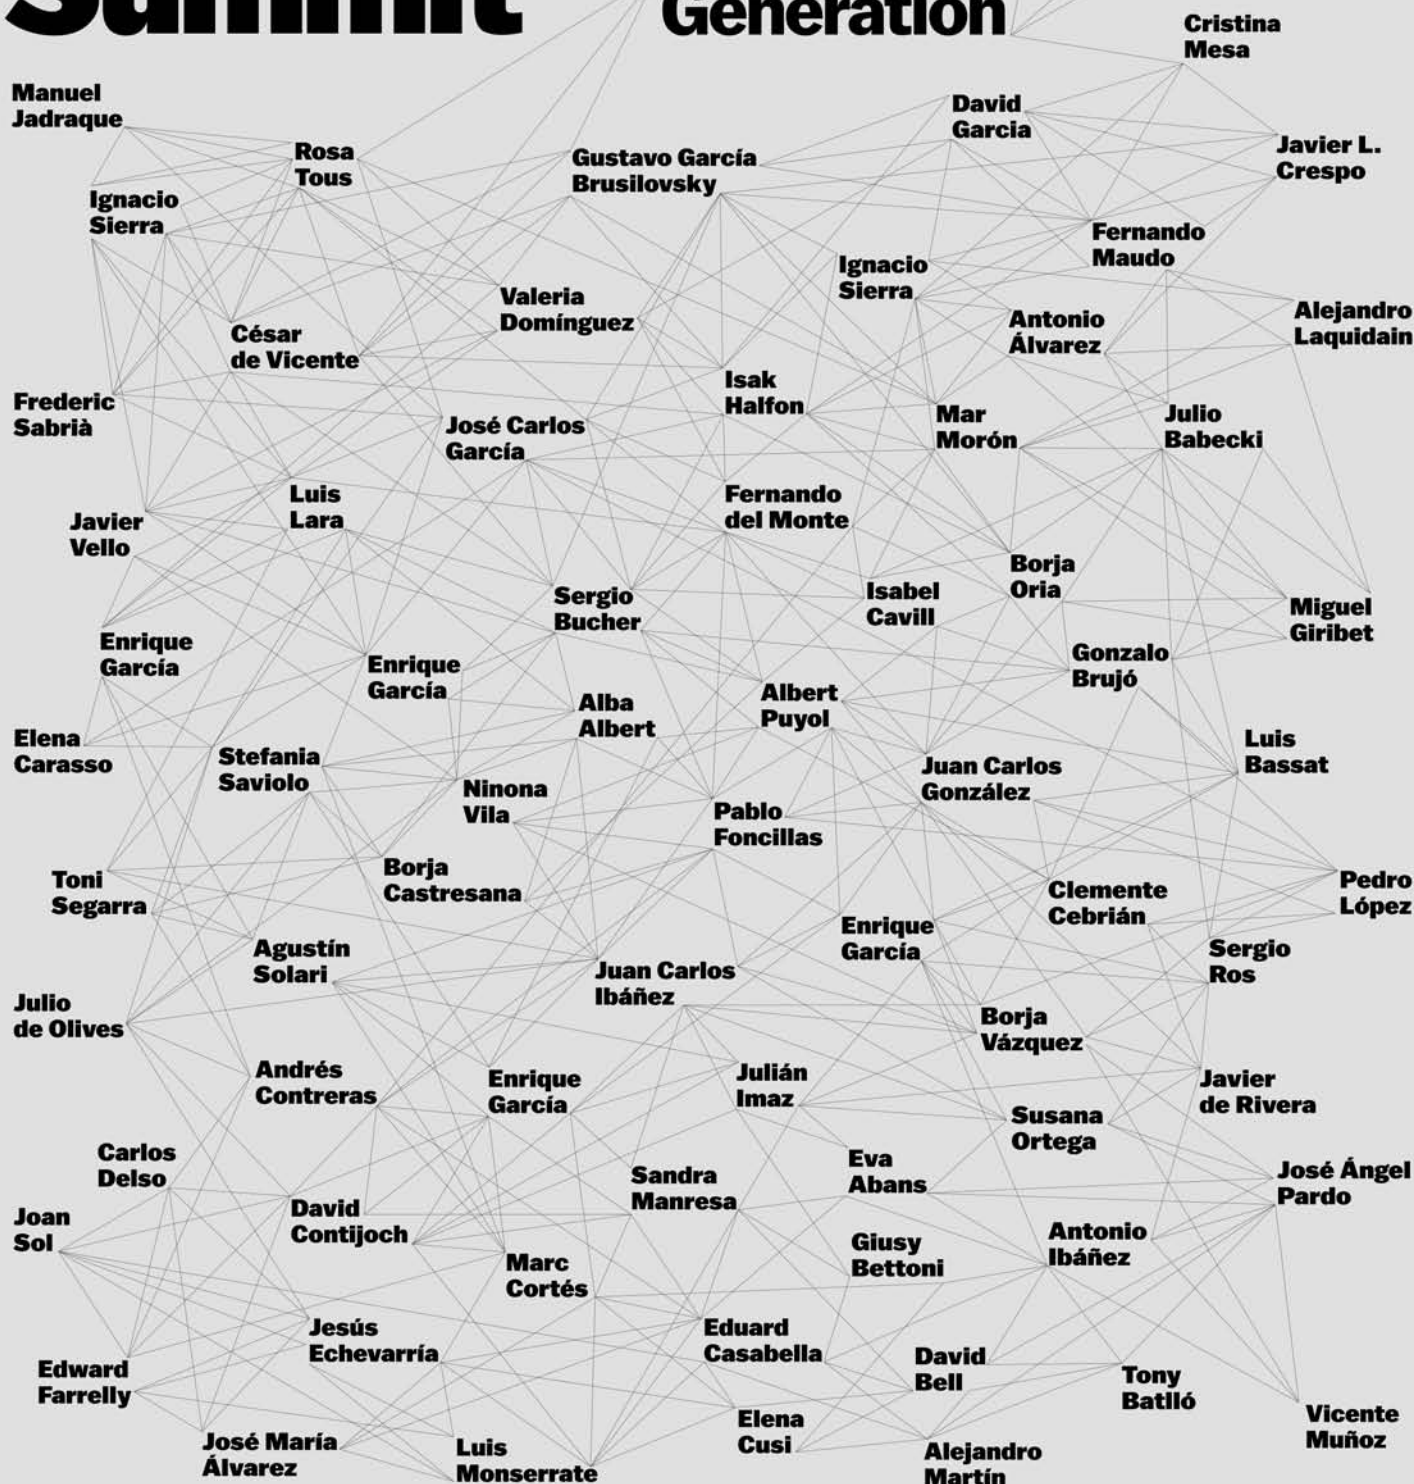 Summit
Generation
Cristina
Mesa
Manuel
Jadraque
David
Garcia
Rosa
Tous
Gustavo García
Brusilovsky
Javier L.
Crespo
Ignacio
Sierra
Fernando
Maudo
Ignacio
Sierra
Valeria
Domínguez
Antonio
Álvarez
Alejandro
Laquidain
César
de Vicente
Isak
Halfon
Frederic
Sabrià
José Carlos
García
Mar
Morón
Julio
Babecki
Luis
Lara
Fernando
del Monte
Javier
Vello
Borja
Oria
Sergio
Bucher
Isabel
Cavill
Miguel
Giribet
Enrique
García
Enrique
García
Gonzalo
Brujó
Alba
Albert
Albert
Puyol
Elena
Carasso
Stefania
Saviolo
Luis
Bassat
Juan Carlos
González
Ninona
Vila
Pablo
Foncillas
Toni
Segarra
Borja
Castresana
Clemente
Cebrián
Pedro
López
Enrique
García
Agustín
Solari
Juan Carlos
Ibáñez
Sergio
Ros
Julio
de Olives
Borja
Vázquez
Andrés
Contreras
Enrique
García
Julián
Imaz
Javier
de Rivera
Susana
Ortega
Carlos
Delso
Sandra
Manresa
Eva
Abans
José Ángel
Pardo
Joan
Sol
David
Contijoch
Giusy
Bettoni
Antonio
Ibáñez
Marc
Cortés
Jesús
Echevarría
Eduard
Casabella
Edward
Farrelly
David
Bell
Tony
Batlló
José María
Álvarez
Luis
Monserrate
Elena
Cusi
Alejandro
Martín
Vicente
Muñoz